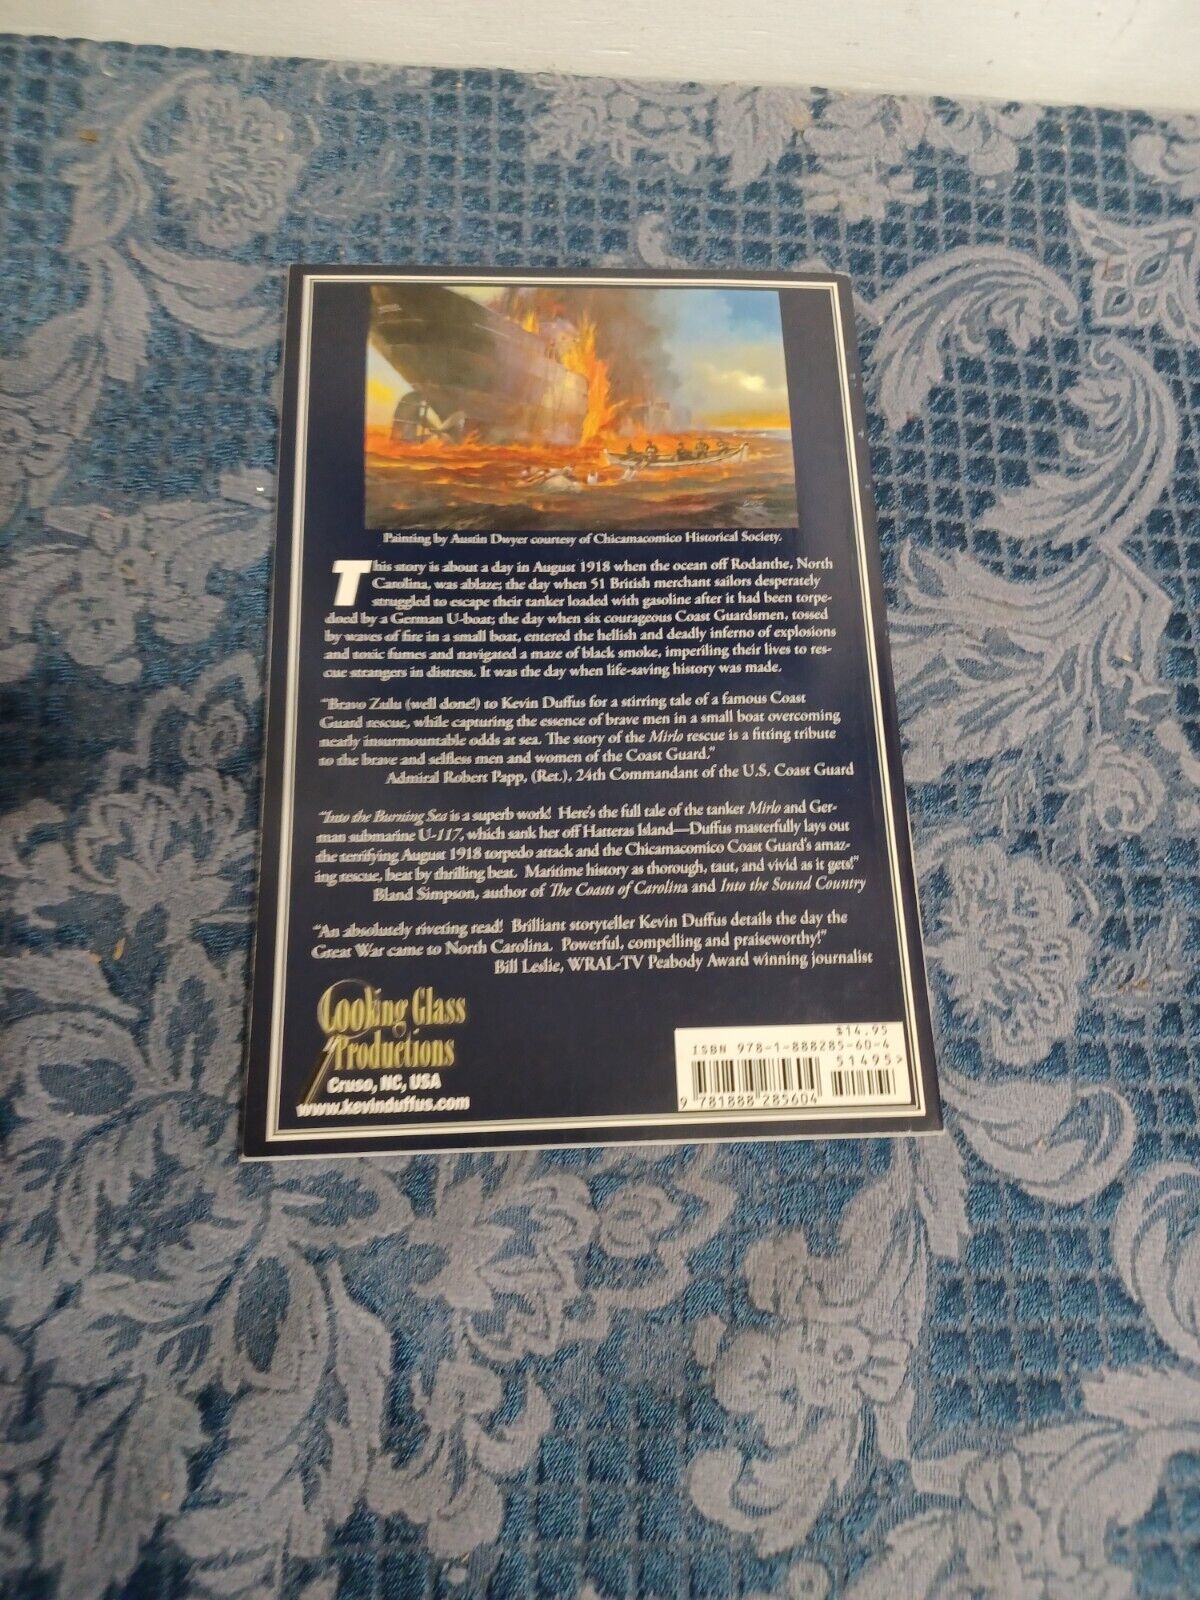 Painting by Austin Dwyer courtesy of Chicamacomico Historical Society.
This story is about a day in August 1918 when the ocean off Rodanthe, North
Carolina, was ablaze; the day when 51 British merchant sailors desperately
struggled to escape their tanker loaded with gasoline after it had been torpe-
doed by a German U-boat; the day when six courageous Coast Guardsmen, tossed
by waves of fire in a small boat, entered the hellish and deadly inferno of explosions
and toxic fumes and navigated a maze of black smoke, imperiling their lives to res-
cue strangers in distress. It was the day when life-saving history was made.
"Bravo Zulu (well done!) to Kevin Duffus for a stirring tale of a famous Coast
Guard rescue, while capturing the essence of brave men in a small boat overcoming
nearly insurmountable odds at sea. The story of the Mirlo rescue is a fitting tribute
to the brave and selfless men and women of the Coast Guard."
Admiral Robert Papp, (Ret.), 24th Commandant of the U.S. Coast Guard
"Into the Burning Sea is a superb work! Here's the full tale of the tanker Mirlo and Ger-
man submarine U-117, which sank her off Hatteras Island—Duffus masterfully lays out
the terrifying August 1918 torpedo attack and the Chicamacomico Coast Guard's amaz-
ing rescue, beat by thrilling beat. Maritime history as thorough, taut, and vivid as it gets!"
Bland Simpson, author of The Coasts of Carolina and Into the Sound Country
"An absolutely riveting read! Brilliant storyteller Kevin Duffus details the day the
Great War came to North Carolina. Powerful, compelling and praiseworthy!"
Bill Leslie, WRAL-TV Peabody Award winning journalist
Looking Glass
Productions
Cruso, NC, USA
www.kevinduffus.com
$14.95
ISBN 978-1-888285-60-4
51495>
9 781888 285604